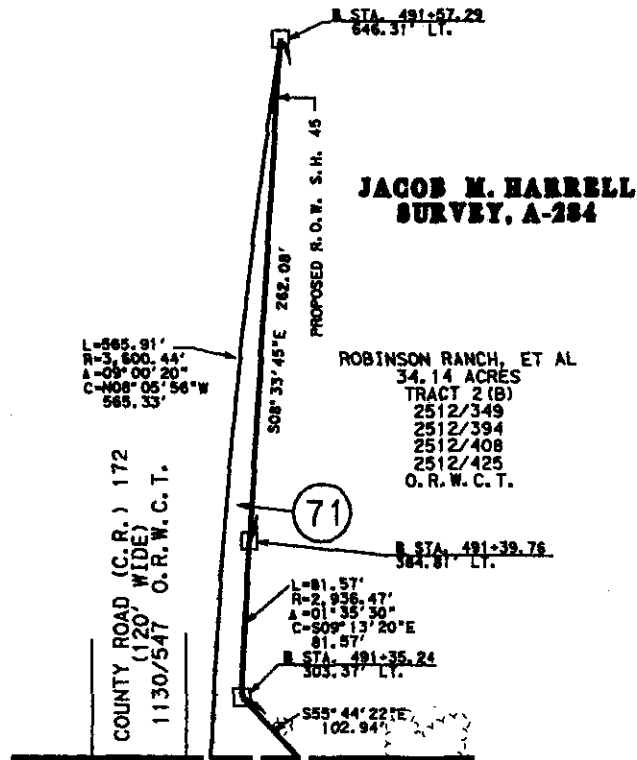 B STA. 491+57.29
646.31' LT.
PROPOSED R.O.W. S.H. 45
JACOB M. HARRELL
SURVEY, A-284
L=565.91'
R=3,600.44'
Δ=09°00'20"
C=N08°05'56"W
565.33'
S08°33'45"E 262.08'
ROBINSON RANCH, ET AL
34.14 ACRES
TRACT 2(B)
2512/349
2512/394
2512/408
2512/425
O.R.W.C.T.
COUNTY ROAD (C.R.) 172
(120' WIDE)
1130/547 O.R.W.C.T.
71
B STA. 491+39.76
384.81' LT.
L=81.57'
R=2,936.47'
Δ=01°35'30"
C=S09°13'20"E
81.57'
B STA. 491+35.24
303.37' LT.
S55°44'22"E
102.94'